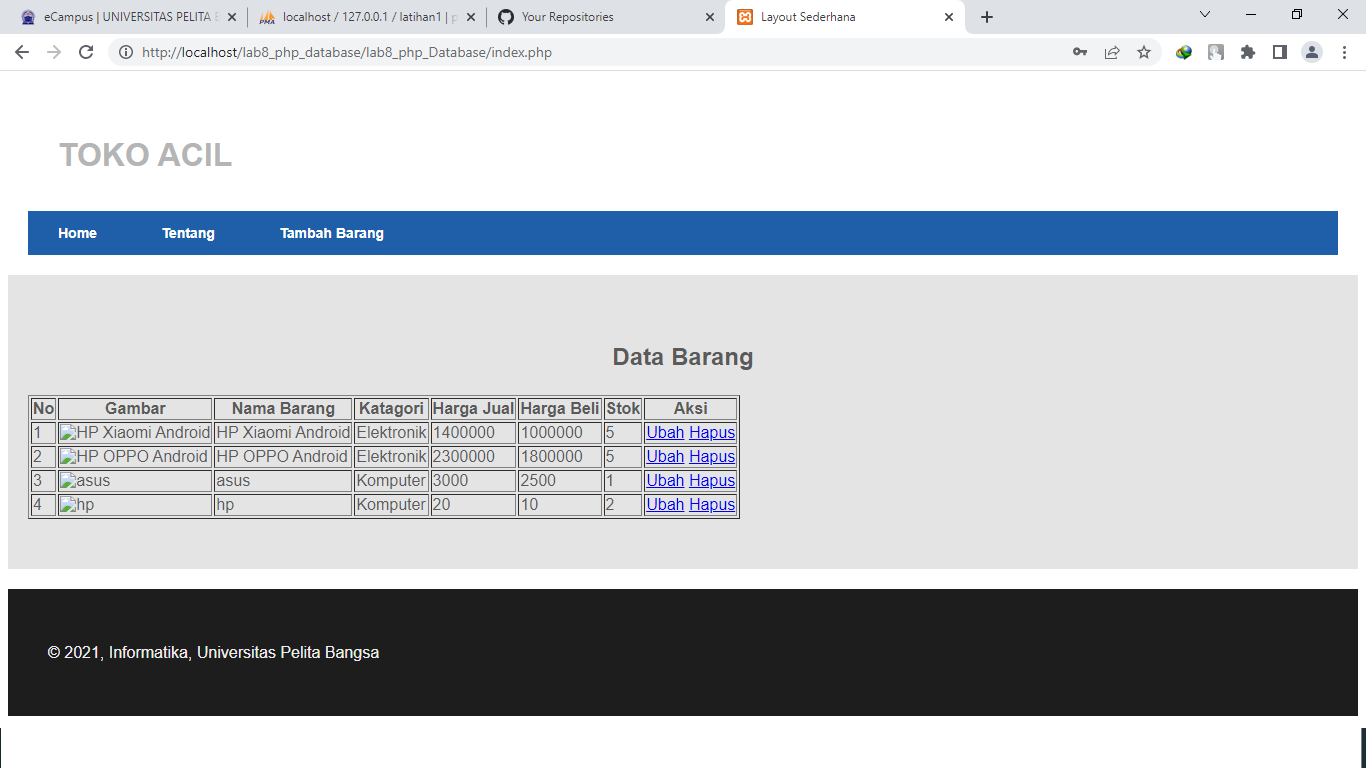 eCampus | UNIVERSITAS PELITA
localhost / 127.0.0.1 / latihan1 | p
Your Repositories
Layout Sederhana
http://localhost/lab8_php_database/lab8_php_Database/index.php
TOKO ACIL
Home Tentang Tambah Barang
Data Barang
No Gambar Nama Barang Katagori Harga Jual Harga Beli Stok Aksi
1 HP Xiaomi Android HP Xiaomi Android Elektronik 1400000 1000000 5 Ubah Hapus
2 HP OPPO Android HP OPPO Android Elektronik 2300000 1800000 5 Ubah Hapus
3 asus asus Komputer 3000 2500 1 Ubah Hapus
4 hp hp Komputer 20 10 2 Ubah Hapus
© 2021, Informatika, Universitas Pelita Bangsa